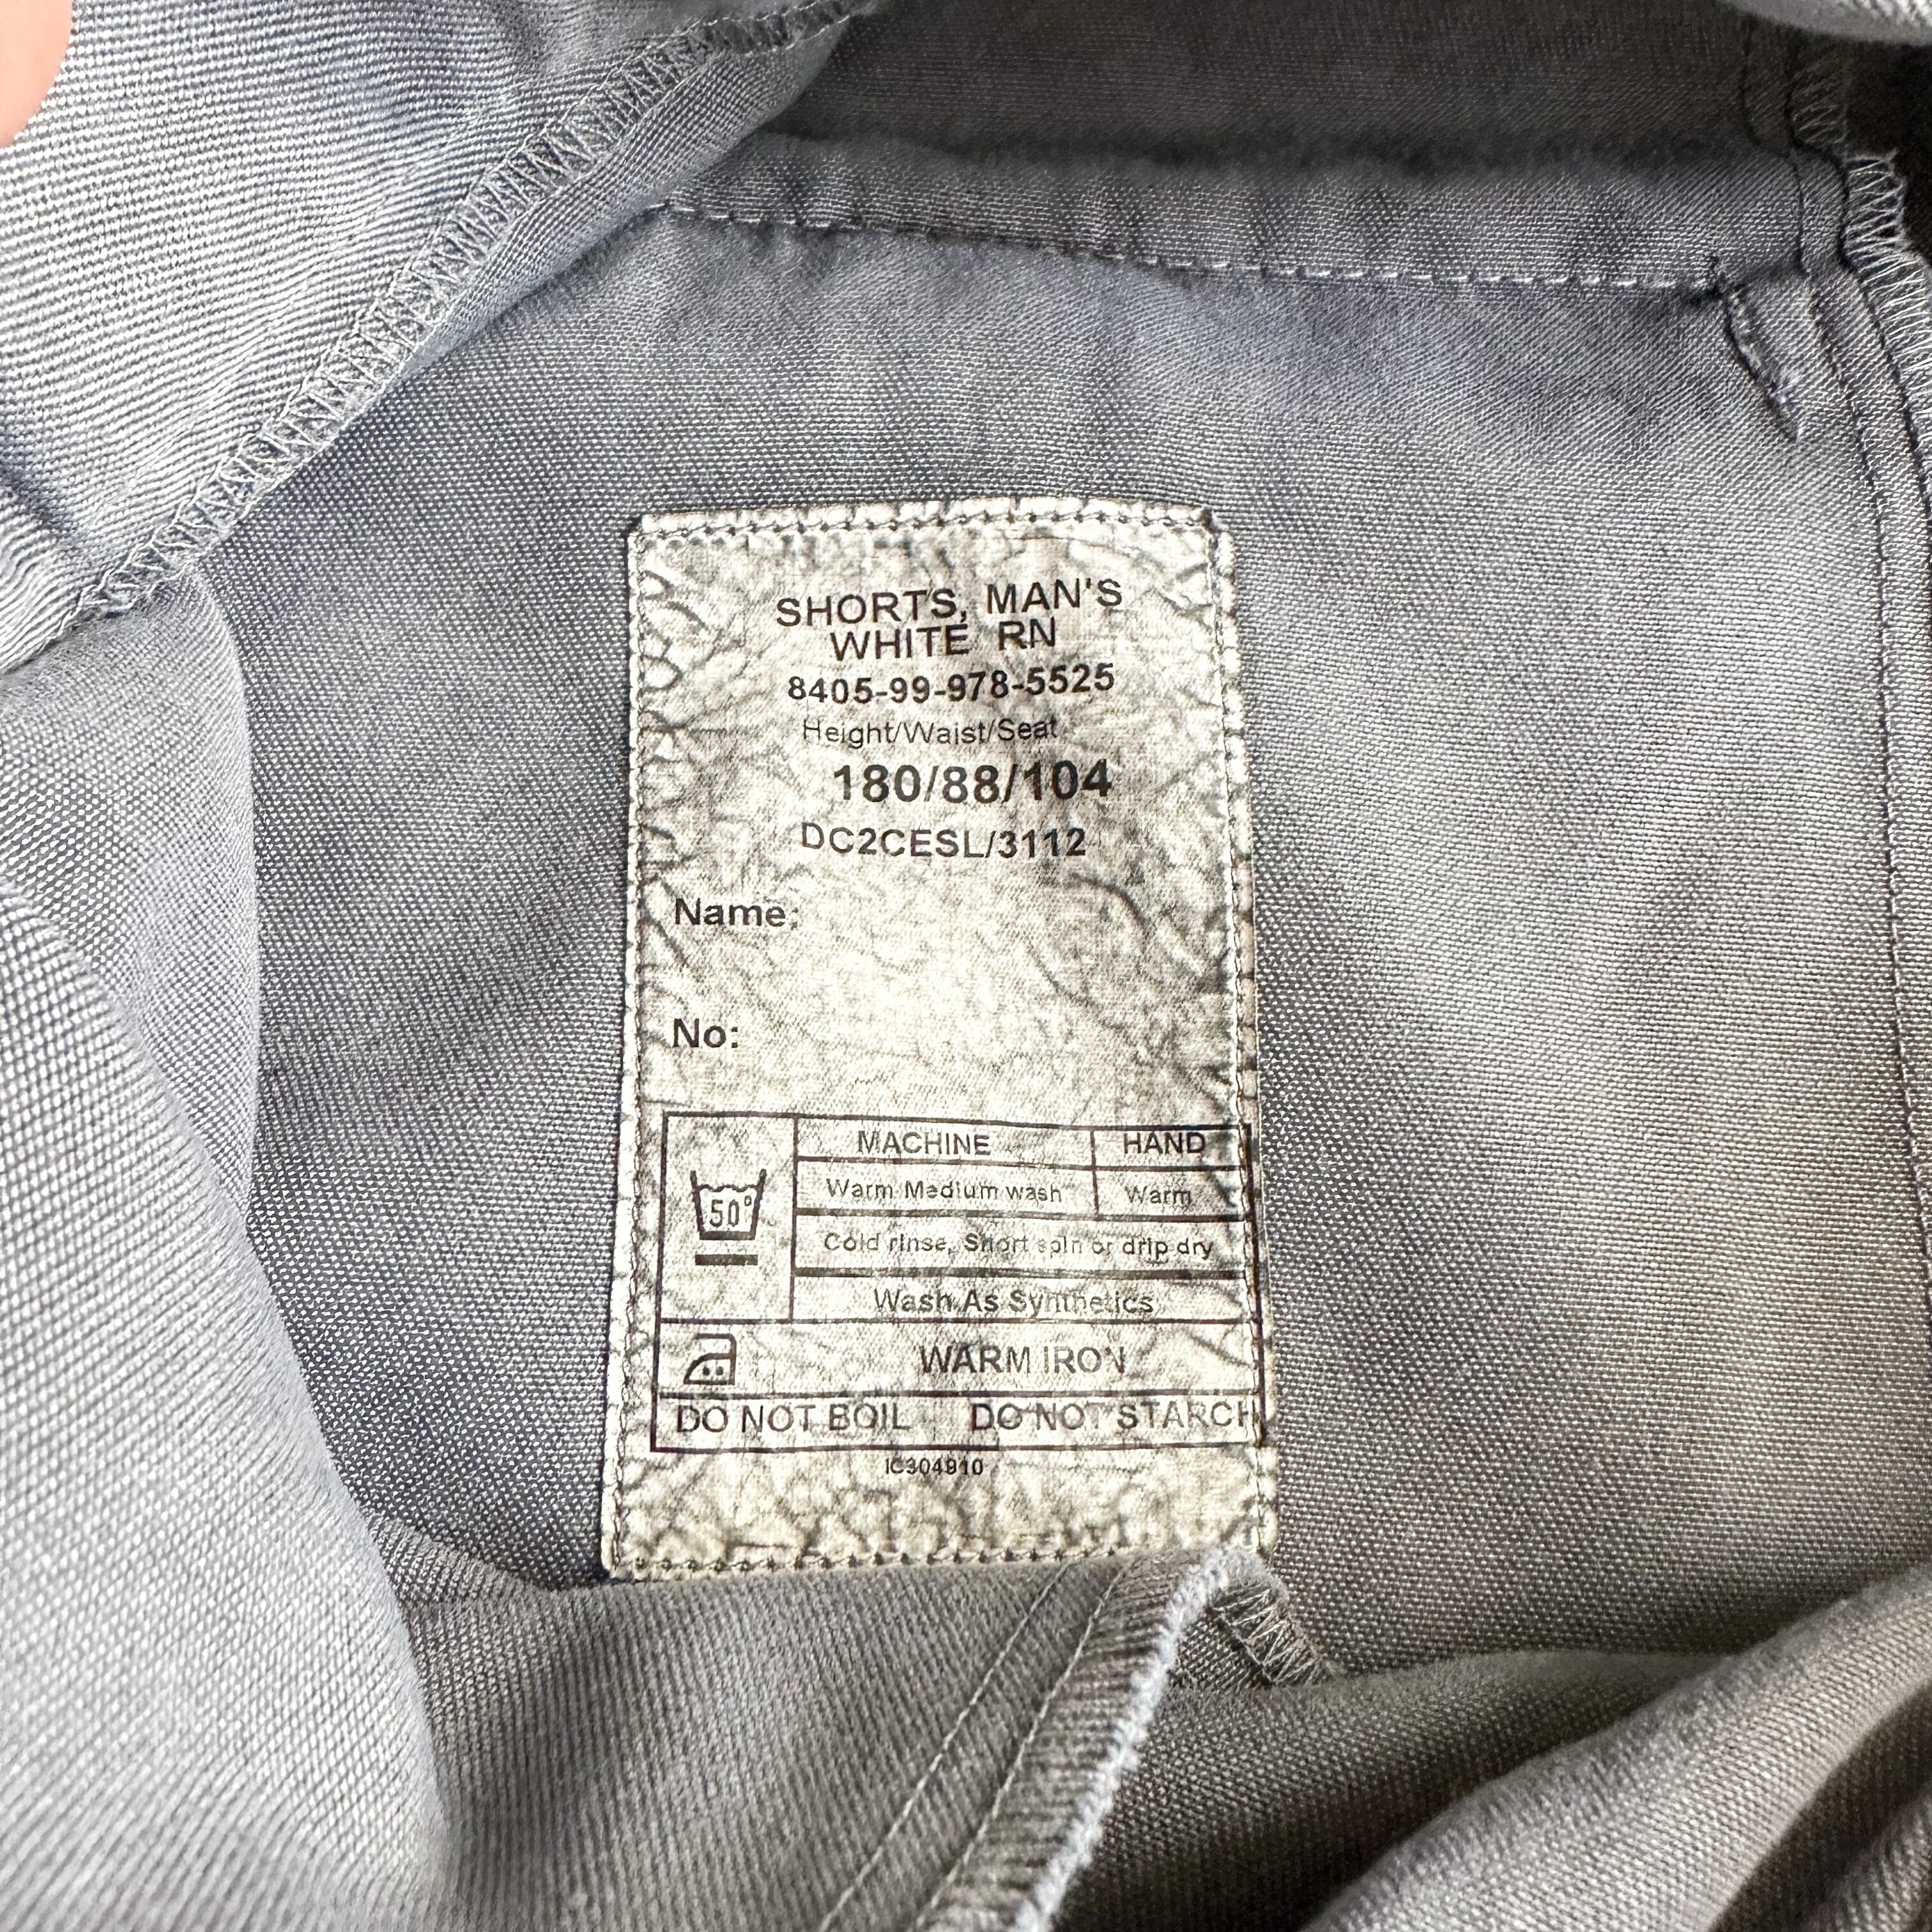 SHORTS, MAN'S
WHITE RN
8405-99-978-5525
Height/Waist/Seat
180/88/104
DC2CESL/3112
Name:
No:
MACHINE HAND
50° Warm Medium wash Warm
Cold rinse, Short spin or drip dry
Wash As Synthetics
WARM IRON
DO NOT BOIL DO NOT STARCH
IC304910